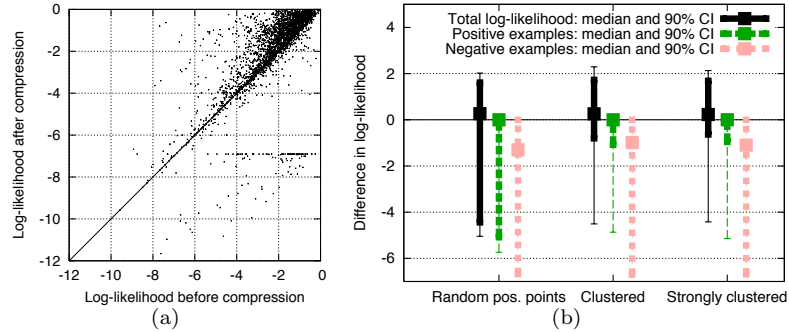 0
-2
-4
-6
-8
-10
-12
-12 -10 -8 -6 -4 -2 0
Log-likelihood after compression
Log-likelihood before compression
(a)
Total log-likelihood: median and 90% CI
Positive examples: median and 90% CI
Negative examples: median and 90% CI
4
2
0
-2
-4
-6
Difference in log-likelihood
Random pos. points Clustered Strongly clustered
(b)